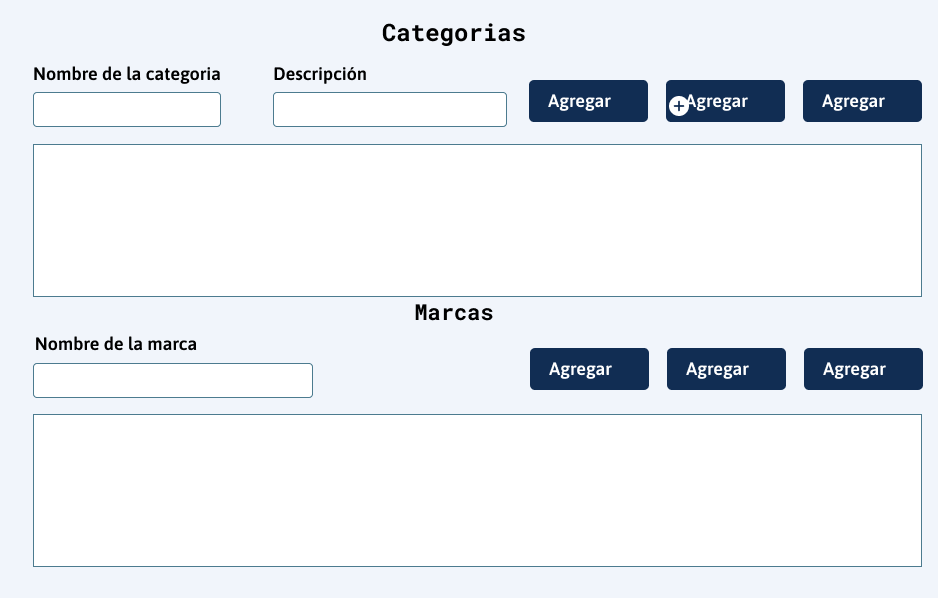 Categorias
Nombre de la categoria
Descripción
Agregar
Agregar
Agregar
Marcas
Nombre de la marca
Agregar
Agregar
Agregar